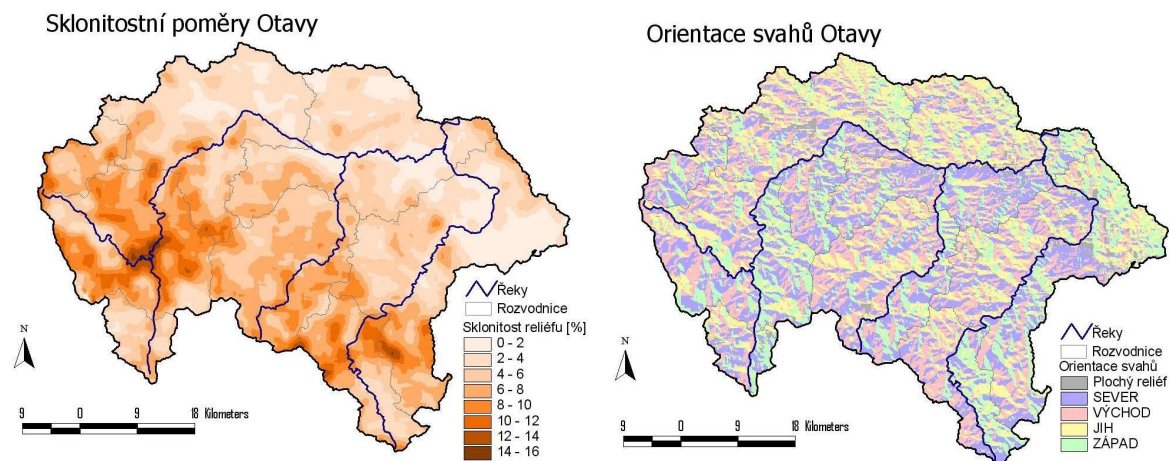 Sklonitostní poměry Otavy
Řeky
Rozvodnice
Sklonitost reliéfu [%]
0 - 2
2 - 4
4 - 6
6 - 8
8 - 10
10 - 12
12 - 14
14 - 16
N
9 0 9 18 Kilometers
Orientace svahů Otavy
Řeky
Rozvodnice
Orientace svahů
Plochý reliéf
SEVER
VÝCHOD
JIH
ZÁPAD
N
9 0 9 18 Kilometers